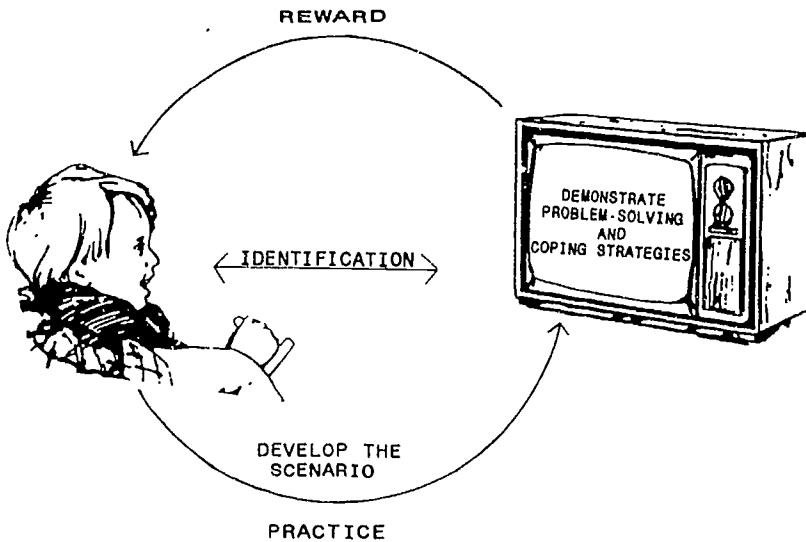 REWARD
DEMONSTRATE
PROBLEM-SOLVING
AND
COPING STRATEGIES
IDENTIFICATION
DEVELOP THE
SCENARIO
PRACTICE